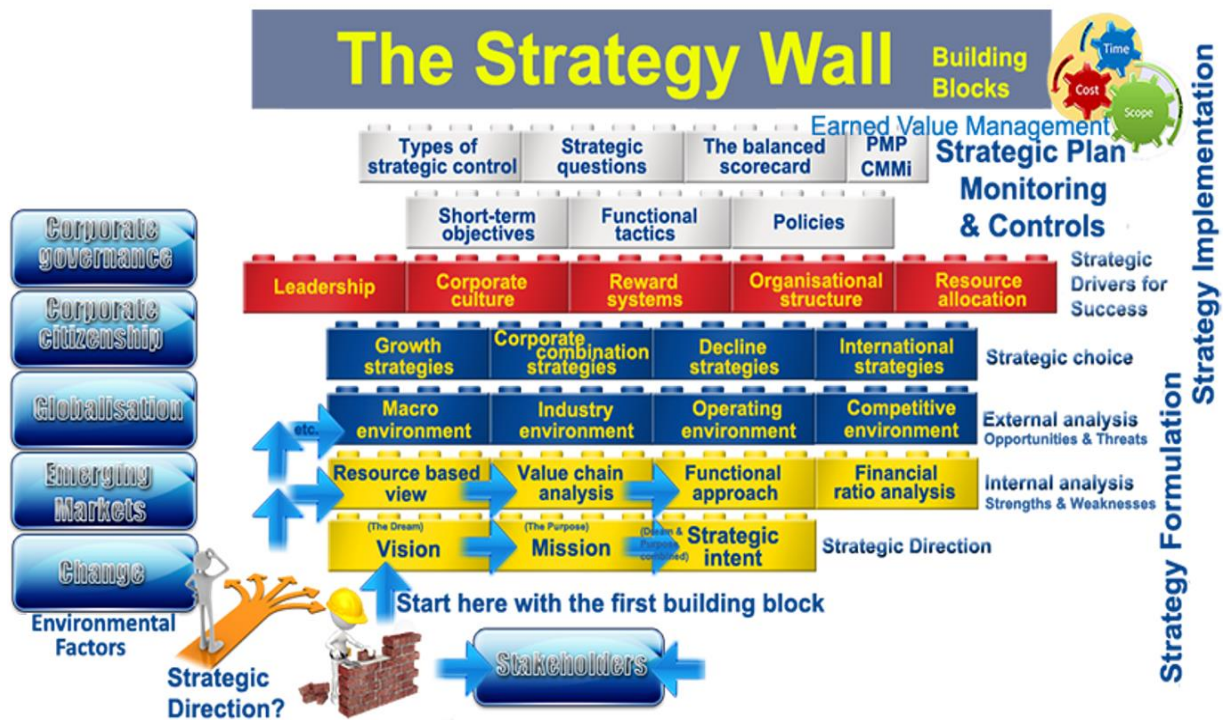 The Strategy Wall
Building
Blocks
Time
Cost
Scope
Earned Value Management
Types of
strategic control
Strategic
questions
The balanced
scorecard
PMP
CMMi
Strategic Plan
Monitoring
& Controls
Short-term
objectives
Functional
tactics
Policies
Leadership
Corporate
culture
Reward
systems
Organisational
structure
Resource
allocation
Strategic
Drivers for
Success
Growth
strategies
Corporate
combination
strategies
Decline
strategies
International
strategies
Strategic choice
etc.
Macro
environment
Industry
environment
Operating
environment
Competitive
environment
External analysis
Opportunities & Threats
Resource based
view
Value chain
analysis
Functional
approach
Financial
ratio analysis
Internal analysis
Strengths & Weaknesses
(The Dream)
Vision
(The Purpose)
Mission
(Dream &
Purpose
combined)
Strategic
intent
Strategic Direction
Start here with the first building block
Stakeholders
Corporate
governance
Corporate
citizenship
Globalisation
Emerging
Markets
Change
Environmental
Factors
Strategic
Direction?
Strategy Implementation
Strategy Formulation